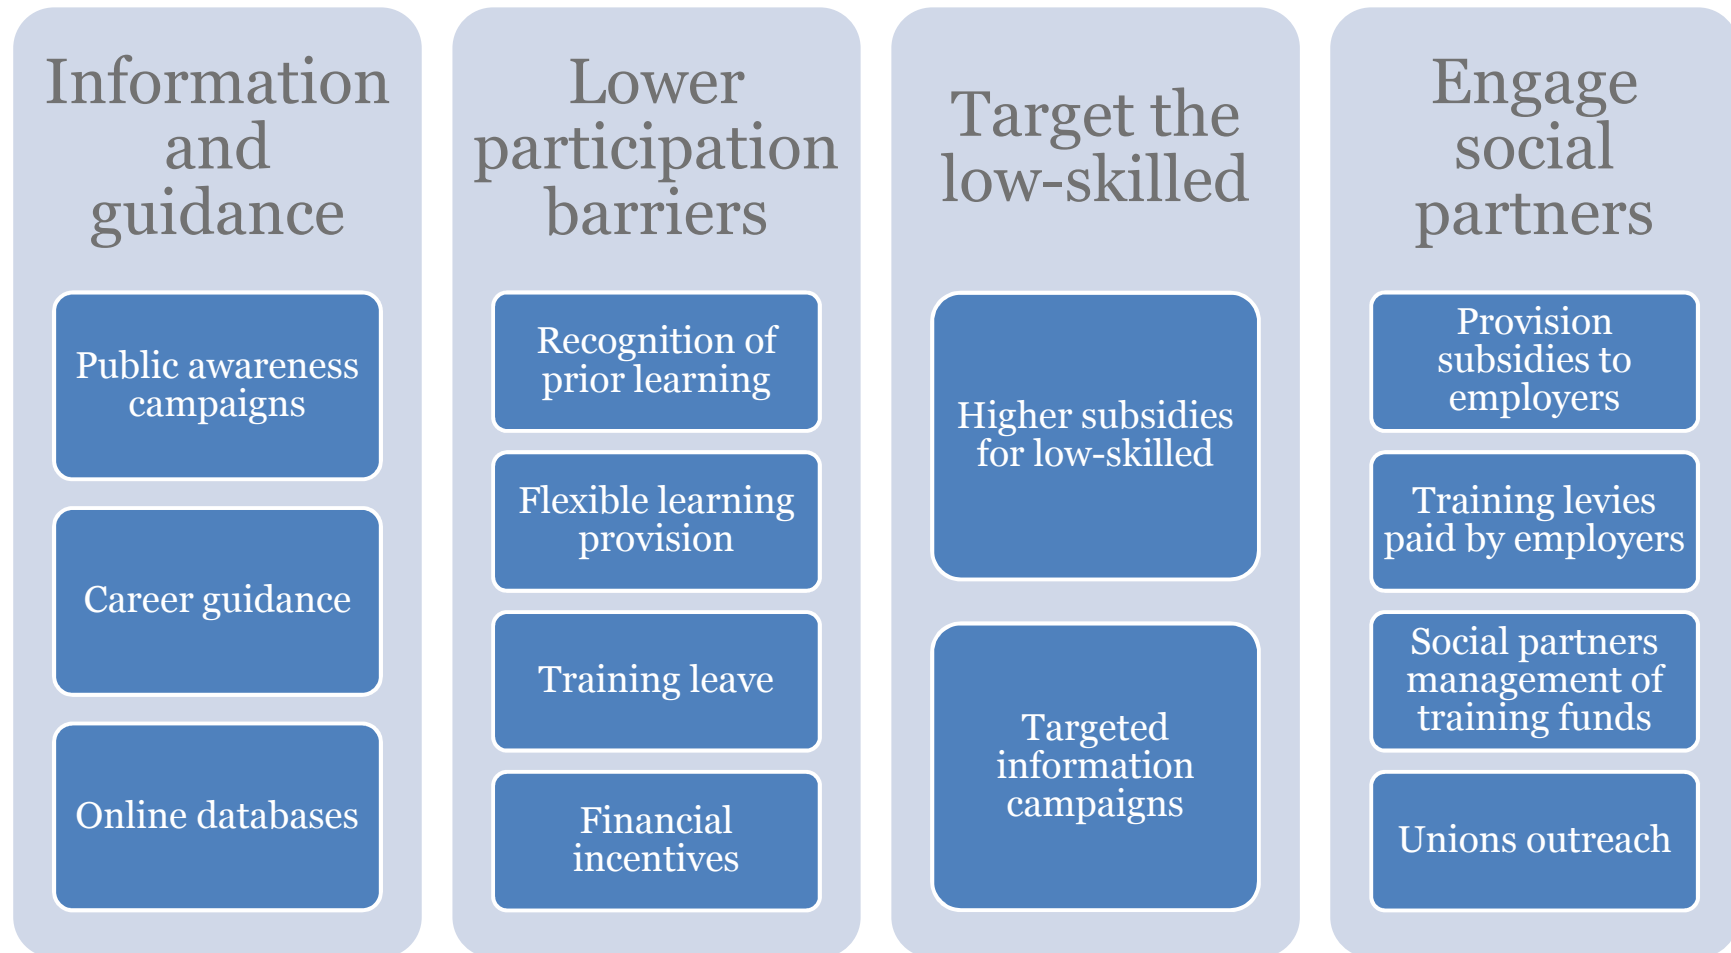 Information
and
guidance
Public awareness
campaigns
Career guidance
Online databases
Lower
participation
barriers
Recognition of
prior learning
Flexible learning
provision
Training leave
Financial
incentives
Target the
low-skilled
Higher subsidies
for low-skilled
Targeted
information
campaigns
Engage
social
partners
Provision
subsidies to
employers
Training levies
paid by employers
Social partners
management of
training funds
Unions outreach